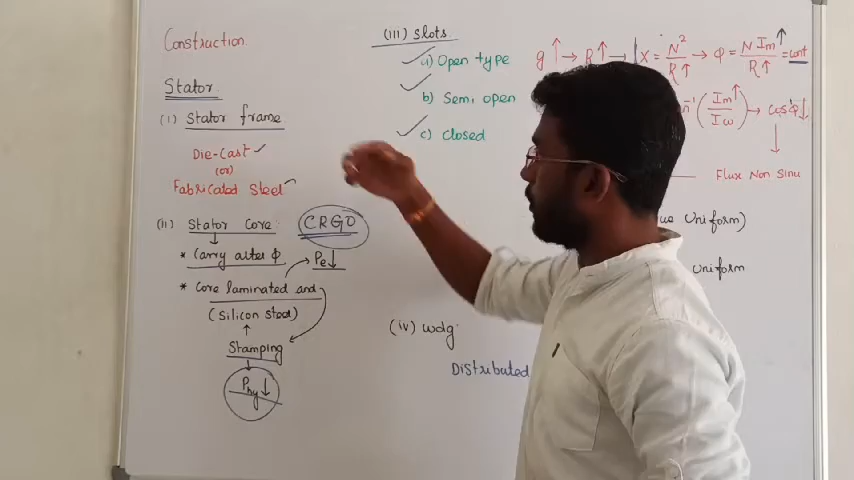 Construction
Stator
(i) Stator frame
Die-Cast
(or)
Fabricated Steel
(ii) Stator Core
CRGO
* Carry alter Φ
Pe↓
* Core laminated and
(Silicon Steel)
Stamping
Phy↓
(iii) Slots
a) Open type
b) Semi open
c) Closed
(iv) wdg
Distributed
g↑ → R↑ → X = N²/R↑ → Φ = N Im↑/R↑ = cont
(Im↑/Iω) → cosΦ↓
Flux Non Sinu
Uniform)
Uniform